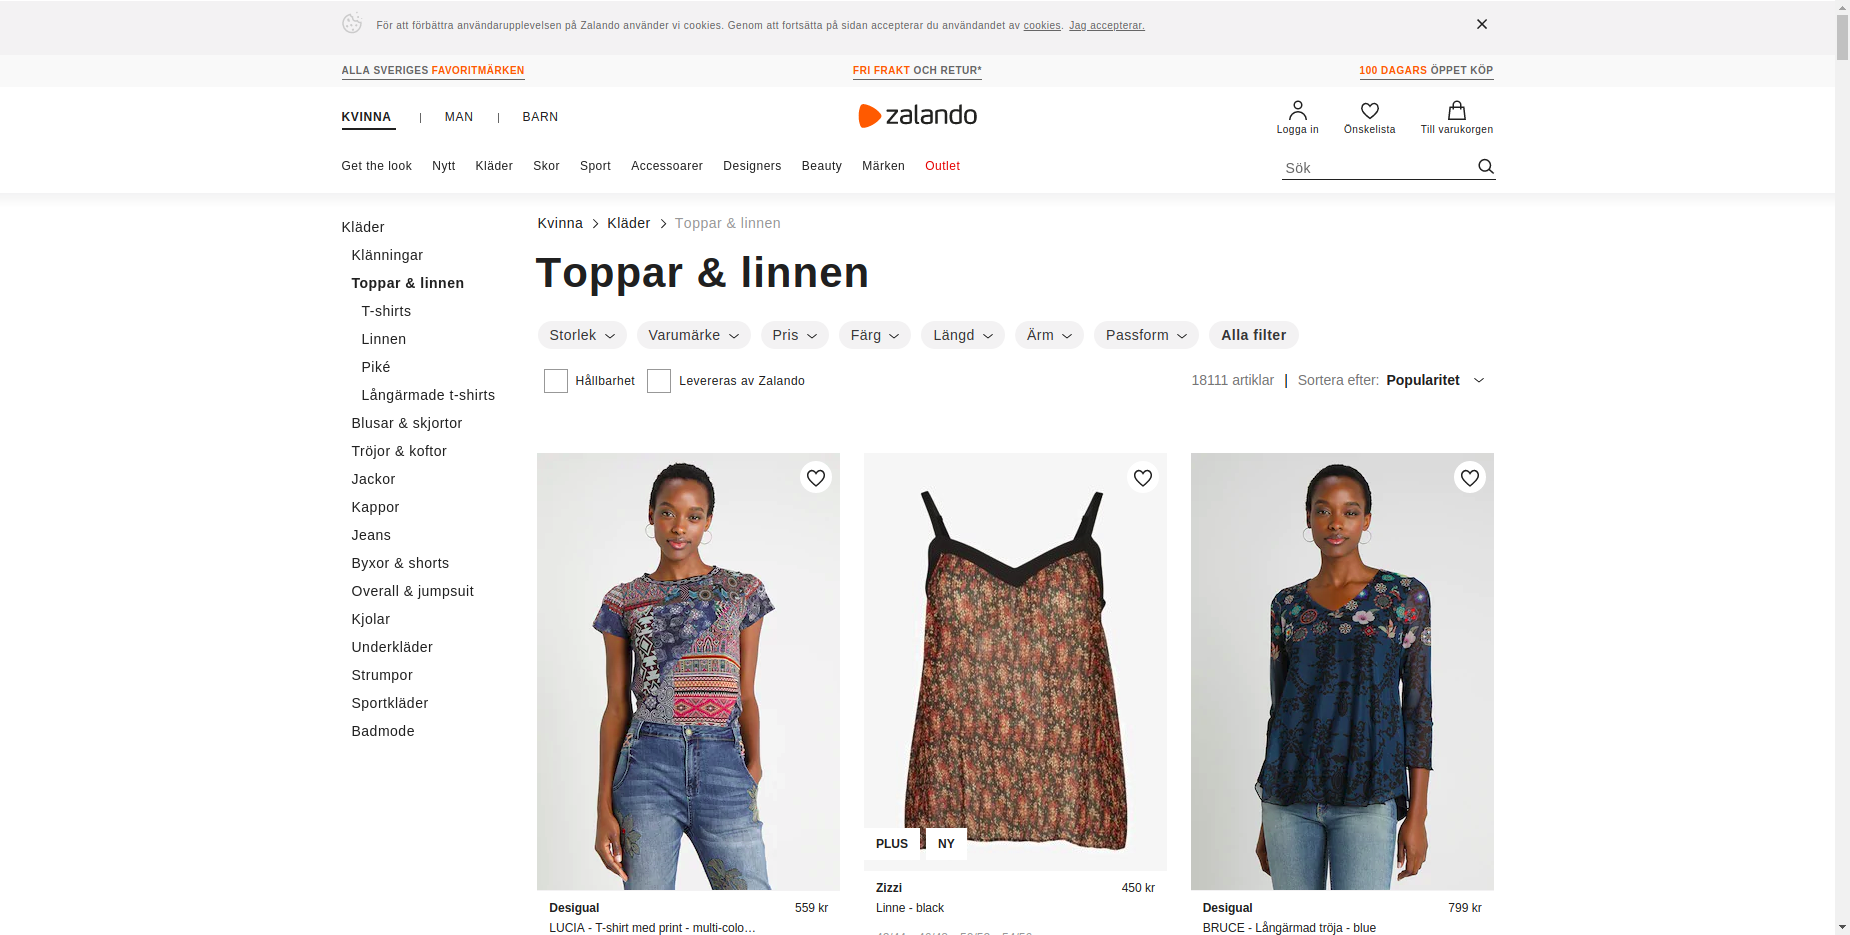 För att förbättra användarupplevelsen på Zalando använder vi cookies. Genom att fortsätta på sidan accepterar du användandet av cookies. Jag accepterar.
ALLA SVERIGES FAVORITMÄRKEN
FRI FRAKT OCH RETUR*
100 DAGARS ÖPPET KÖP
KVINNA | MAN | BARN
zalando
Logga in
Önskelista
Till varukorgen
Get the look Nytt Kläder Skor Sport Accessoarer Designers Beauty Märken Outlet
Sök
Kläder
Klänningar
Toppar & linnen
T-shirts
Linnen
Piké
Långärmade t-shirts
Blusar & skjortor
Tröjor & koftor
Jackor
Kappor
Jeans
Byxor & shorts
Overall & jumpsuit
Kjolar
Underkläder
Strumpor
Sportkläder
Badmode
Kvinna > Kläder > Toppar & linnen
Toppar & linnen
Storlek Varumärke Pris Färg Längd Ärm Passform Alla filter
Hållbarhet Levereras av Zalando
18111 artiklar | Sortera efter: Popularitet
PLUS NY
Desigual 559 kr
LUCIA - T-shirt med print - multi-colo…
Zizzi 450 kr
Linne - black
Desigual 799 kr
BRUCE - Långärmad tröja - blue